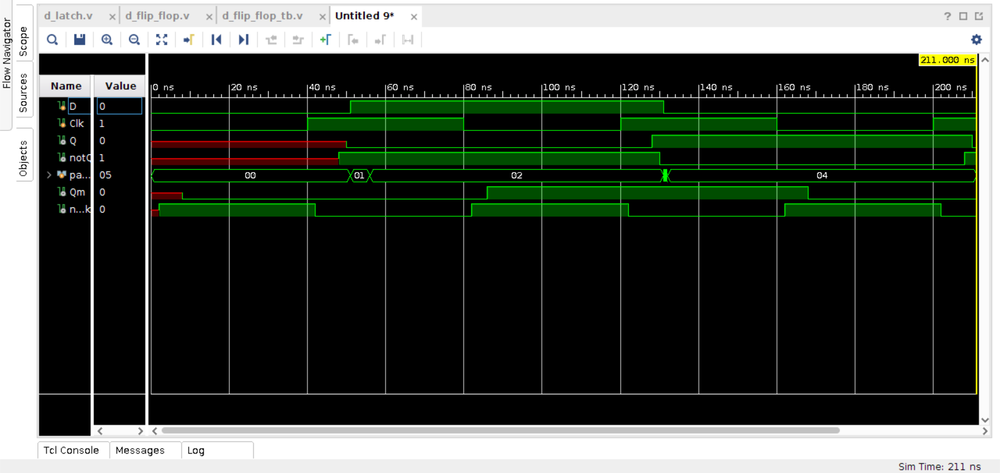 d_latch.v
d_flip_flop.v
d_flip_flop_tb.v
Untitled 9*
?
Flow Navigator
Scope
Sources
Objects
211.000 ns
Name Value
0 ns 20 ns 40 ns 60 ns 80 ns 100 ns 120 ns 140 ns 160 ns 180 ns 200 ns
D 0
Clk 1
Q 0
notQ 1
pa... 05 00 01 02 04
Qm 0
n...k 0
Tcl Console Messages Log
Sim Time: 211 ns